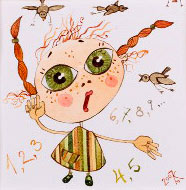 6, 7, 8, 9...
1, 2, 3
4, 5